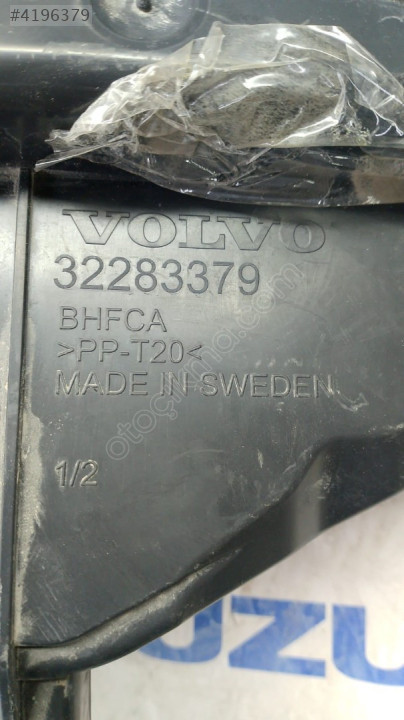 #4196379
VOLVO
32283379
BHFCA
>PP-T20<
MADE IN SWEDEN
1/2
UZU